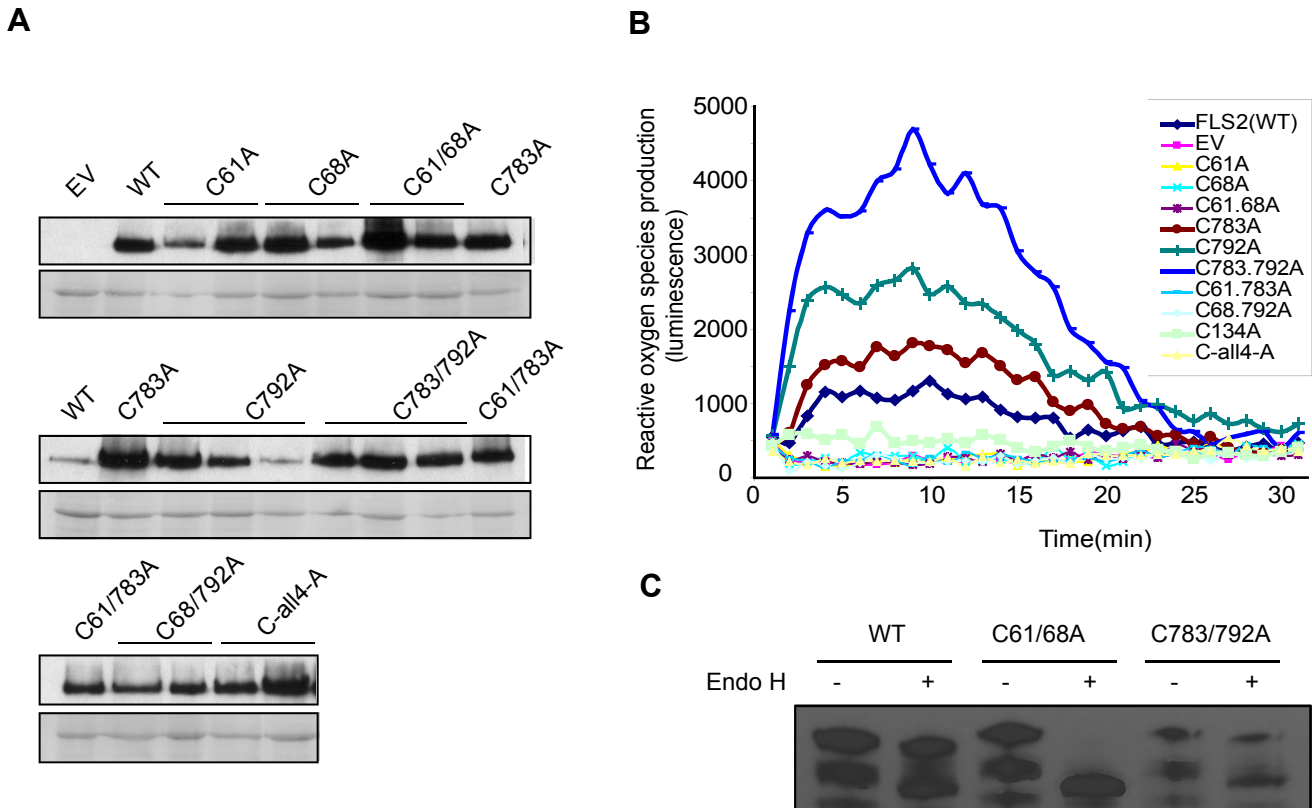 A
EV WT C61A C68A C61/68A C783A
WT C783A C792A C783/792A C61/783A
C61/783A C68/792A C-all4-A
B
Reactive oxygen species production
(luminescence)
5000
4000
3000
2000
1000
0
0 5 10 15 20 25 30
Time(min)
FLS2(WT)
EV
C61A
C68A
C61.68A
C783A
C792A
C783.792A
C61.783A
C68.792A
C134A
C-all4-A
C
WT C61/68A C783/792A
Endo H - + - + - +